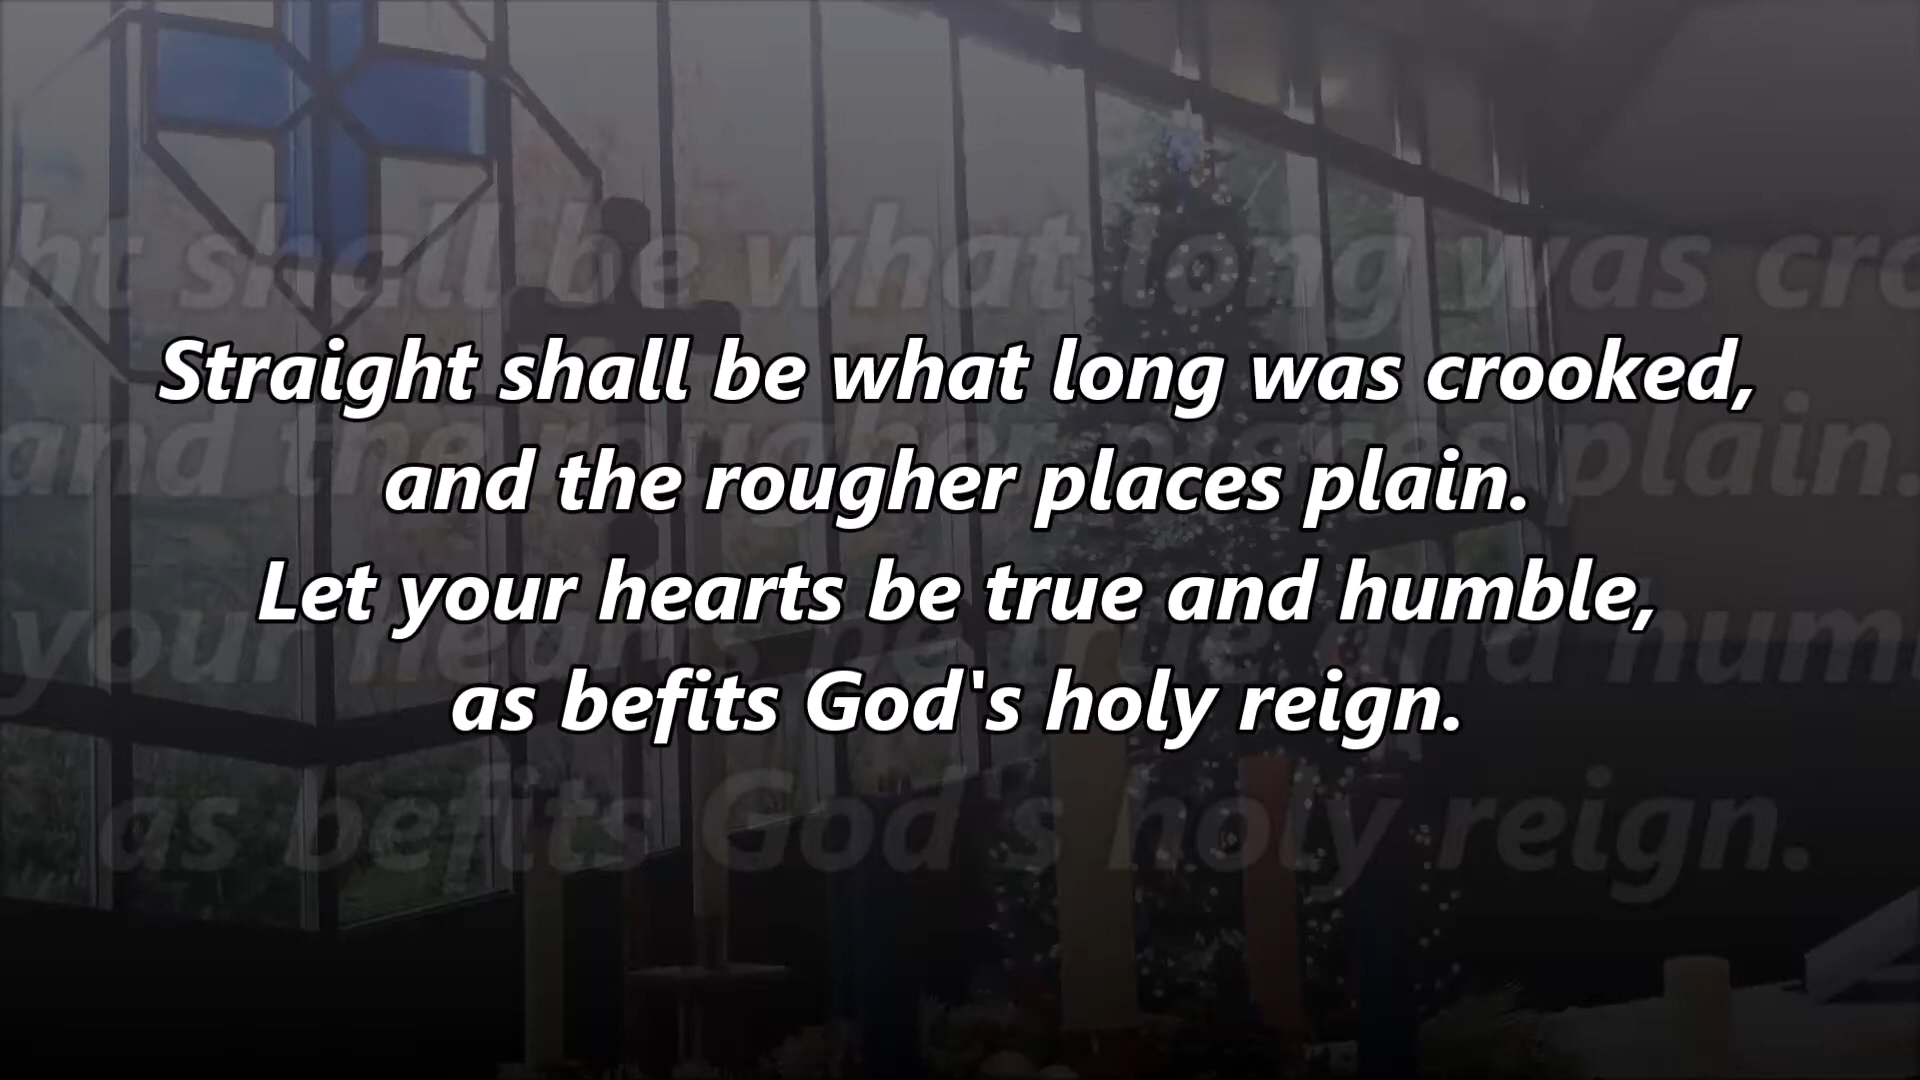 Straight shall be what long was crooked,
and the rougher places plain.
Let your hearts be true and humble,
as befits God's holy reign.